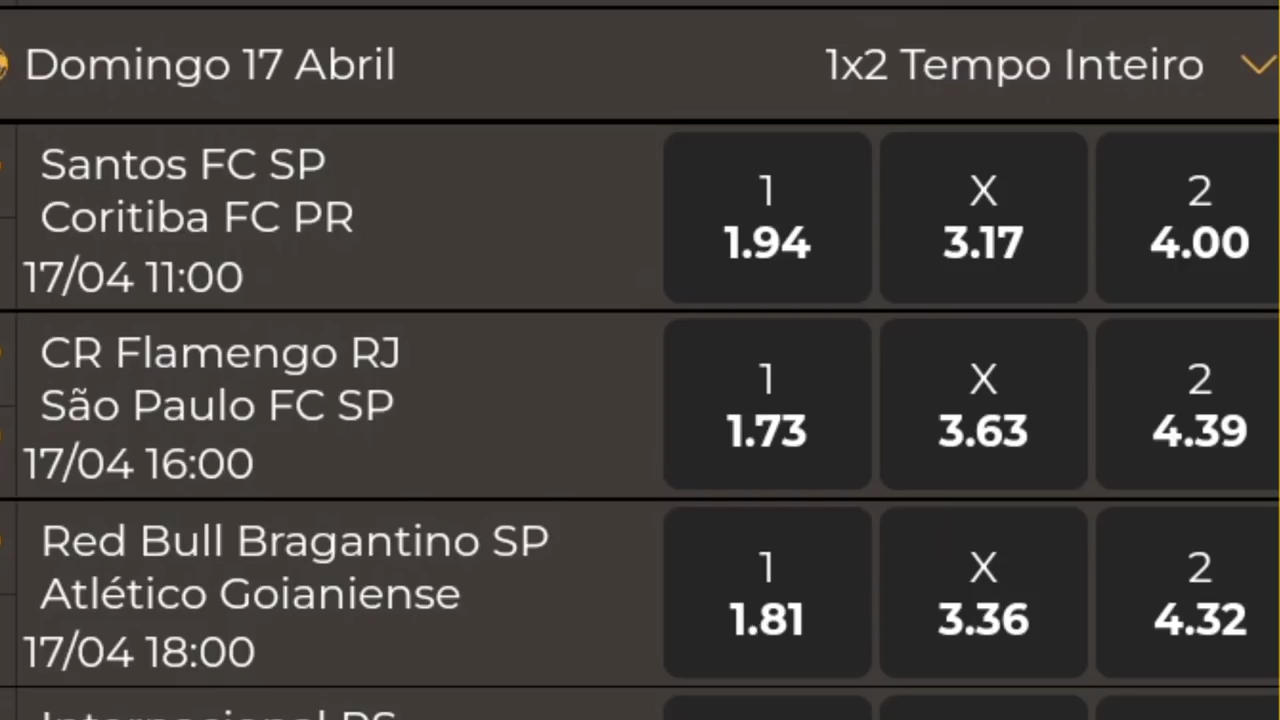 Domingo 17 Abril 1x2 Tempo Inteiro
Santos FC SP
Coritiba FC PR
17/04 11:00
1 X 2
1.94 3.17 4.00
CR Flamengo RJ
São Paulo FC SP
17/04 16:00
1 X 2
1.73 3.63 4.39
Red Bull Bragantino SP
Atlético Goianiense
17/04 18:00
1 X 2
1.81 3.36 4.32
Internacional RS